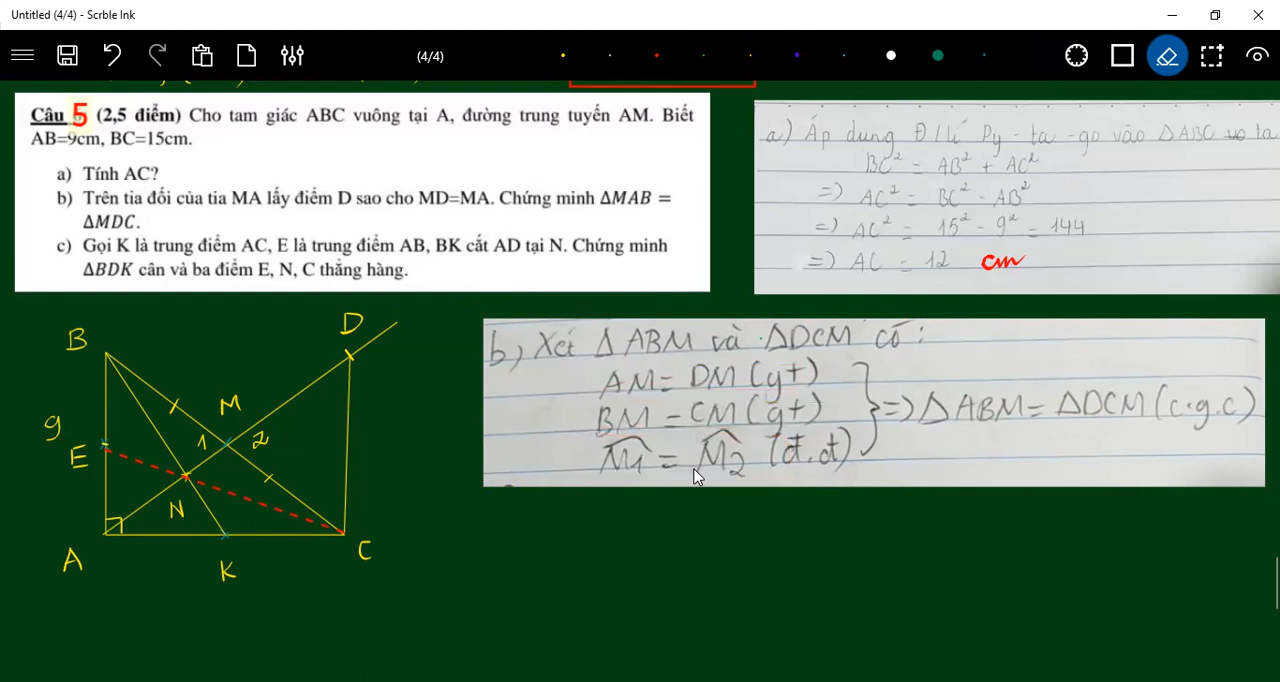 Untitled (4/4) - Scrble Ink
(4/4)
Câu 5 (2,5 điểm) Cho tam giác ABC vuông tại A, đường trung tuyến AM. Biết
AB=9cm, BC=15cm.
a) Tính AC?
b) Trên tia đối của tia MA lấy điểm D sao cho MD=MA. Chứng minh ΔMAB =
ΔMDC.
c) Gọi K là trung điểm AC, E là trung điểm AB, BK cắt AD tại N. Chứng minh
ΔBDK cân và ba điểm E, N, C thẳng hàng.
a) Áp dụng Đ/lí Py-ta-go vào ΔABC
BC² = AB² + AC²
=) AC² = BC² - AB²
=) AC² = 15² - 9² = 144
=) AC = 12 cm
B
D
M
9
1
2
E
N
A
K
C
b, Xét ΔABM và ΔDCM có:
AM = DM (gt)
BM = CM (gt)
=> ΔABM = ΔDCM (c.g.c)
M1 = M2 (đ.đ)